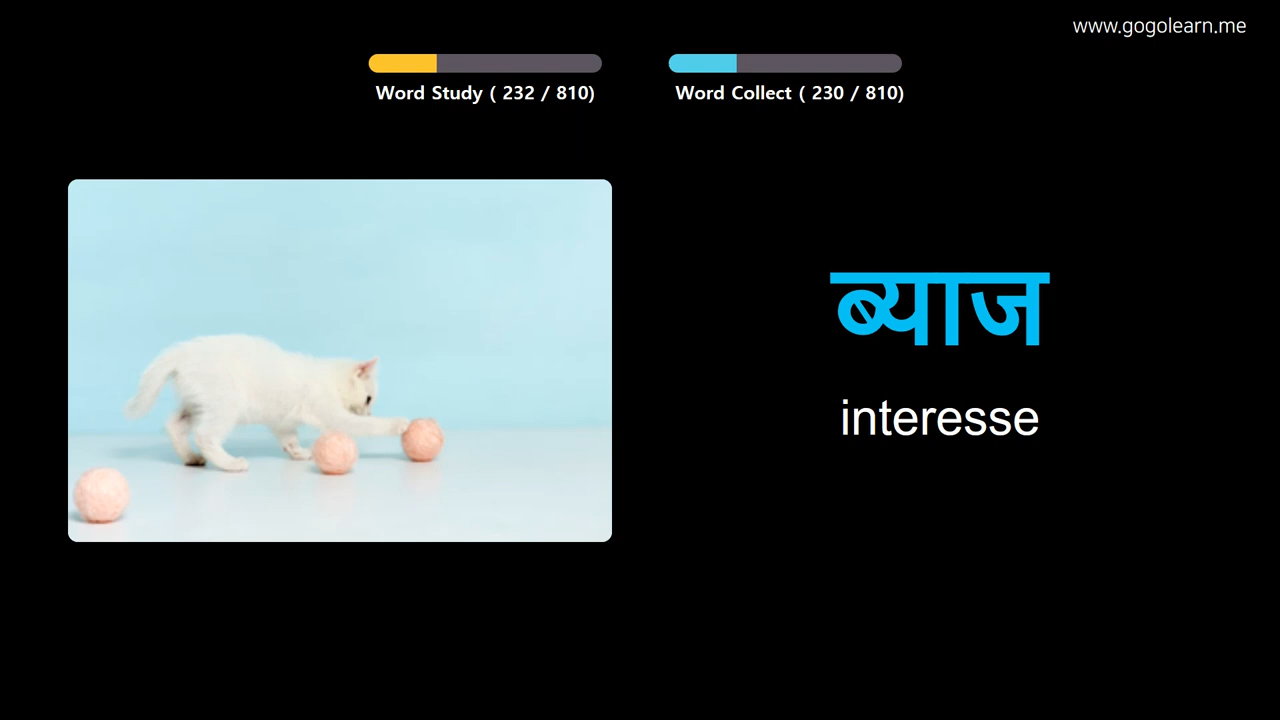 www.gogolearn.me
Word Study ( 232 / 810)
Word Collect ( 230 / 810)
ब्याज
interesse